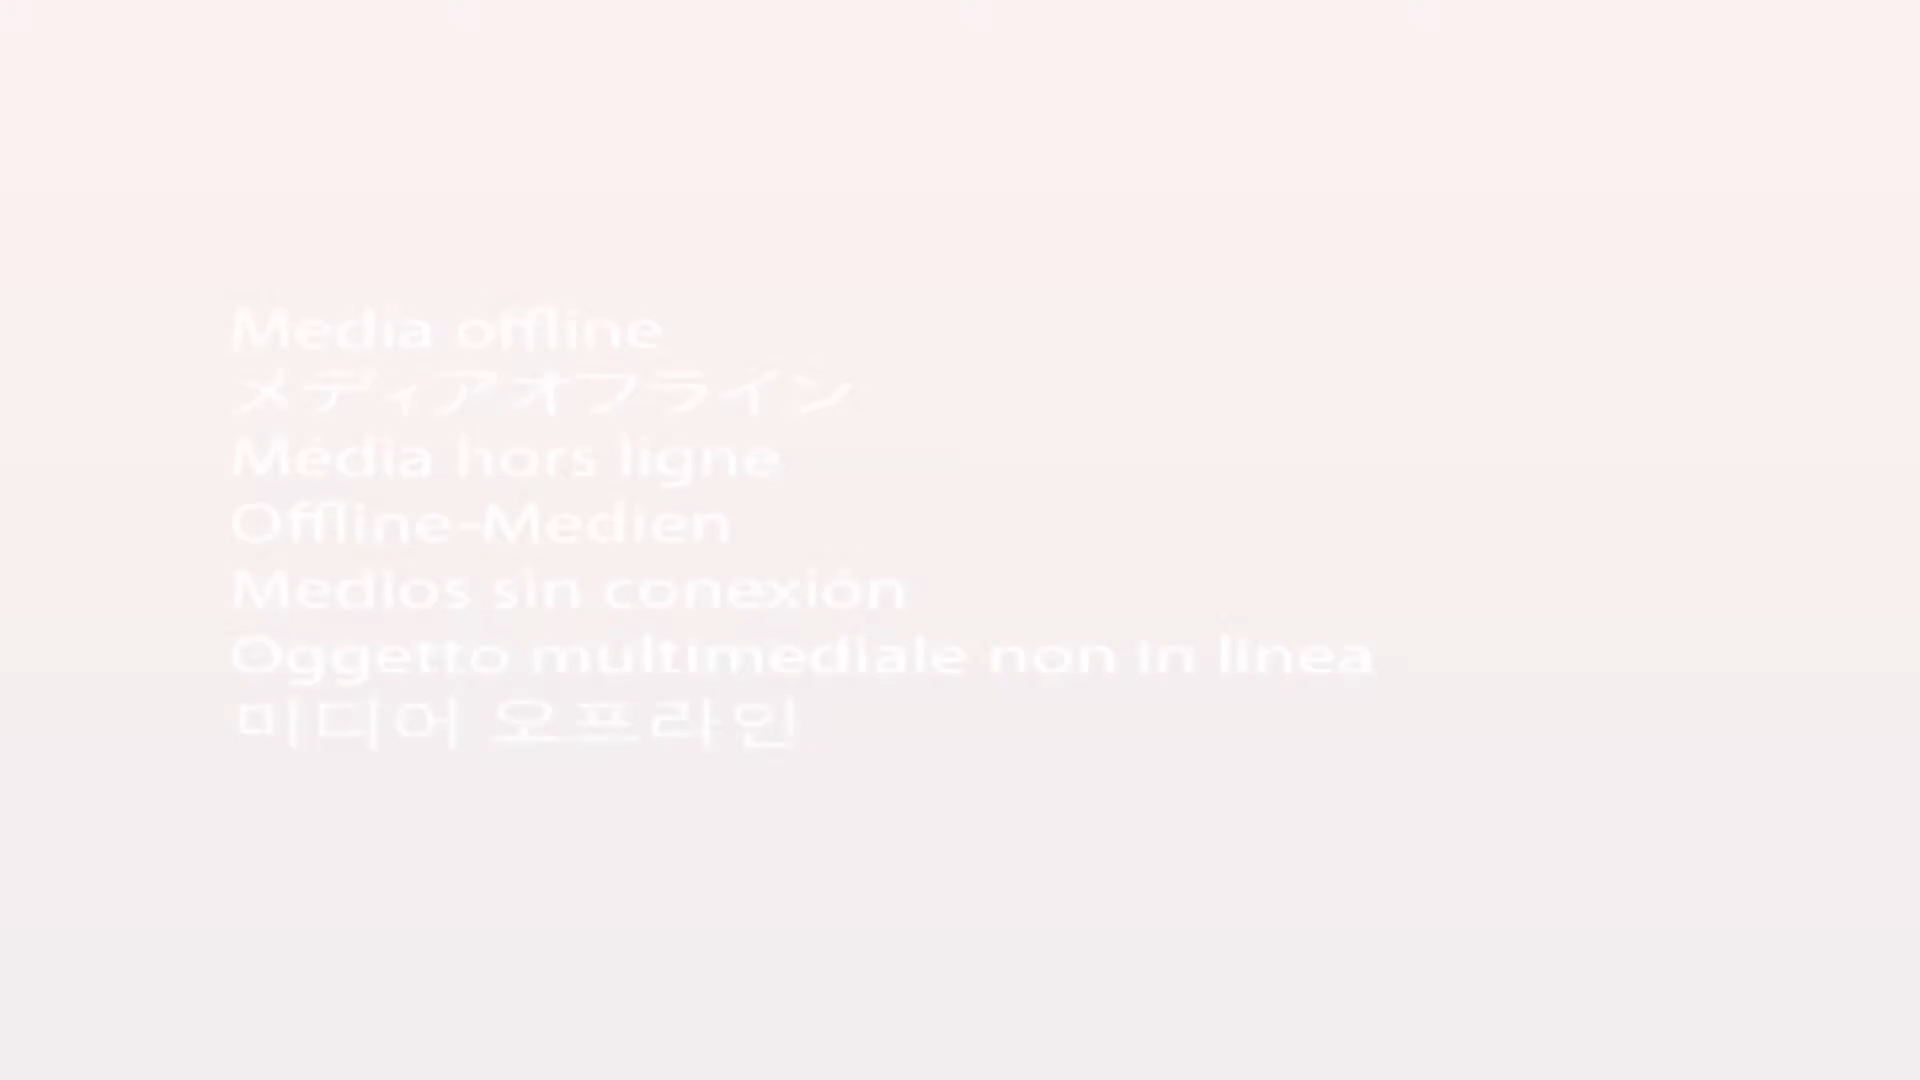 Media offline
メディアオフライン
Média hors ligne
Offline-Medien
Medios sin conexión
Oggetto multimediale non in linea
미디어 오프라인